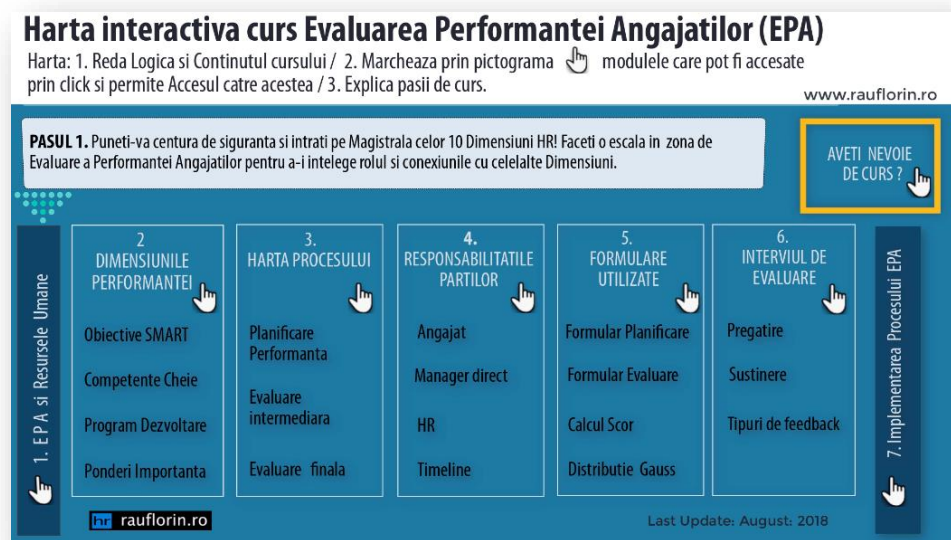 Harta interactiva curs Evaluarea Performantei Angajatilor (EPA)
Harta: 1. Reda Logica si Continutul cursului / 2. Marcheaza prin pictograma modulele care pot fi accesate
prin click si permite Accesul catre acestea / 3. Explica pasii de curs.
www.rauflorin.ro
PASUL 1. Puneti-va centura de siguranta si intrati pe Magistrala celor 10 Dimensiuni HR! Faceti o escala in zona de
Evaluare a Performantei Angajatilor pentru a-i intelege rolul si conexiunile cu celelalte Dimensiuni.
AVETI NEVOIE
DE CURS ?
1. E P A si Resursele Umane
2
DIMENSIUNILE
PERFORMANTEI
Obiective SMART
Competente Cheie
Program Dezvoltare
Ponderi Importanta
3.
HARTA PROCESULUI
Planificare
Performanta
Evaluare
intermediara
Evaluare finala
4.
RESPONSABILITATILE
PARTILOR
Angajat
Manager direct
HR
Timeline
5.
FORMULARE
UTILIZATE
Formular Planificare
Formular Evaluare
Calcul Scor
Distributie Gauss
6.
INTERVIUL DE
EVALUARE
Pregatire
Sustinere
Tipuri de feedback
7. Implementarea Procesului EPA
hr rauflorin.ro
Last Update: August: 2018